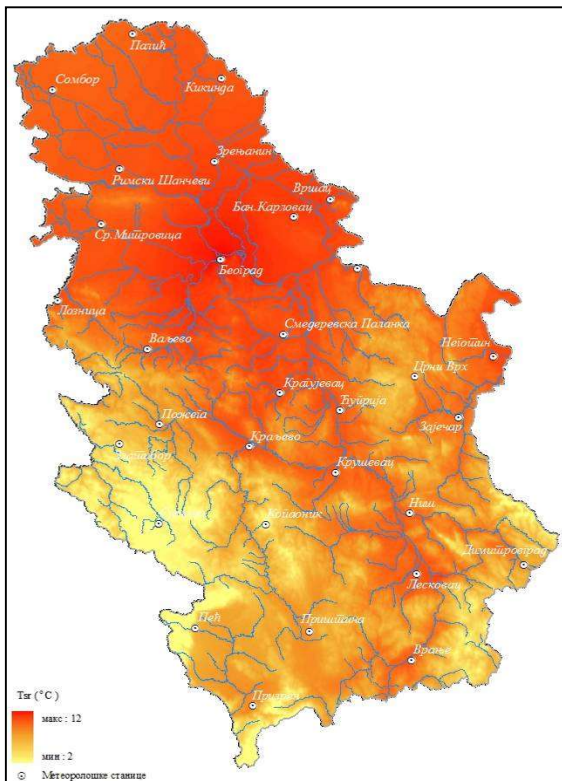 Палић
Сомбор
Кикинда
Зрењанин
Римски Шанчеви
Вршац
Бан. Карловац
Ср. Митровица
Београд
Лозница
Смедеревска Паланка
Ваљево
Неготин
Црни Врх
Крагујевац
Ћуприја
Зајечар
Пожега
Краљево
Крушевац
Ниш
Копаоник
Димитровград
Лесковац
Пећ
Приштина
Врање
Призрен
Tsr (°C)
макс : 12
мин : 2
Метеоролошке станице